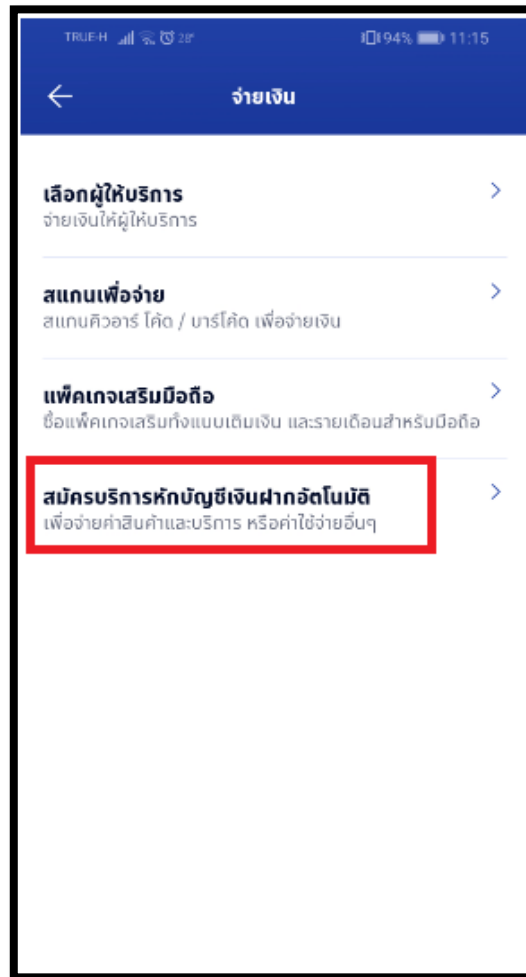 TRUE-H 28° 94% 11:15
จ่ายเงิน
เลือกผู้ให้บริการ
จ่ายเงินให้ผู้ให้บริการ
สแกนเพื่อจ่าย
สแกนคิวอาร์ โค้ด / บาร์โค้ด เพื่อจ่ายเงิน
แพ็คเกจเสริมมือถือ
ซื้อแพ็คเกจเสริมทั้งแบบเติมเงิน และรายเดือนสำหรับมือถือ
สมัครบริการหักบัญชีเงินฝากอัตโนมัติ
เพื่อจ่ายค่าสินค้าและบริการ หรือค่าใช้จ่ายอื่นๆ